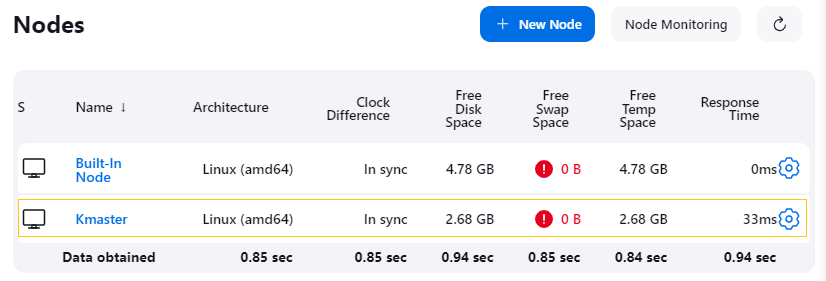 Nodes
+ New Node
Node Monitoring
S Name ↓ Architecture Clock Difference Free Disk Space Free Swap Space Free Temp Space Response Time
Built-In Node Linux (amd64) In sync 4.78 GB 0 B 4.78 GB 0ms
Kmaster Linux (amd64) In sync 2.68 GB 0 B 2.68 GB 33ms
Data obtained 0.85 sec 0.85 sec 0.94 sec 0.85 sec 0.84 sec 0.94 sec